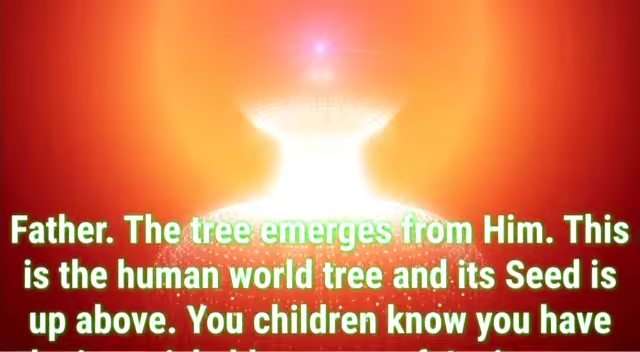 Father. The tree emerges from Him. This
is the human world tree and its Seed is
up above. You children know you have